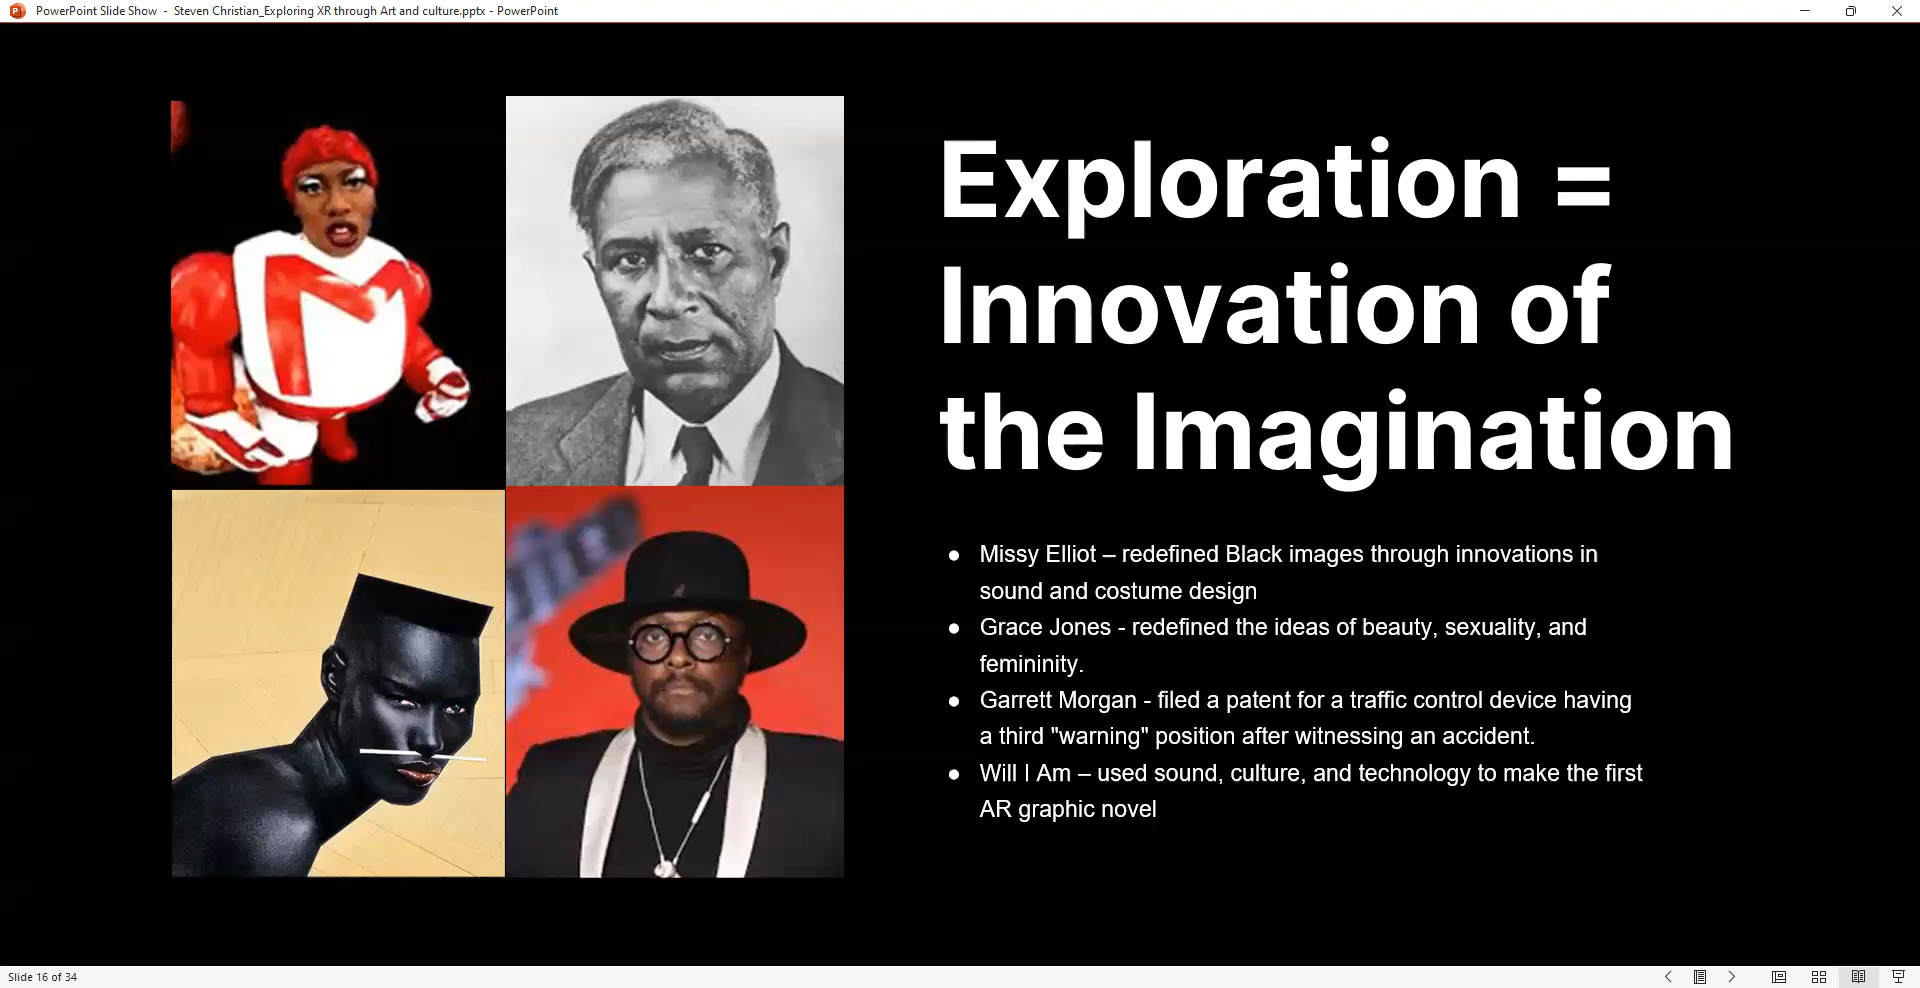 PowerPoint Slide Show - Steven Christian_Exploring XR through Art and culture.pptx - PowerPoint
Exploration =
Innovation of
the Imagination
● Missy Elliot – redefined Black images through innovations in
sound and costume design
● Grace Jones - redefined the ideas of beauty, sexuality, and
femininity.
● Garrett Morgan - filed a patent for a traffic control device having
a third "warning" position after witnessing an accident.
● Will I Am – used sound, culture, and technology to make the first
AR graphic novel
M
Slide 16 of 34